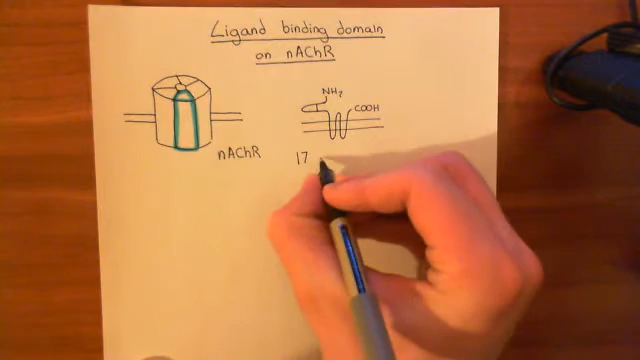 Ligand binding domain
on nAChR
NH₂
COOH
nAChR
17